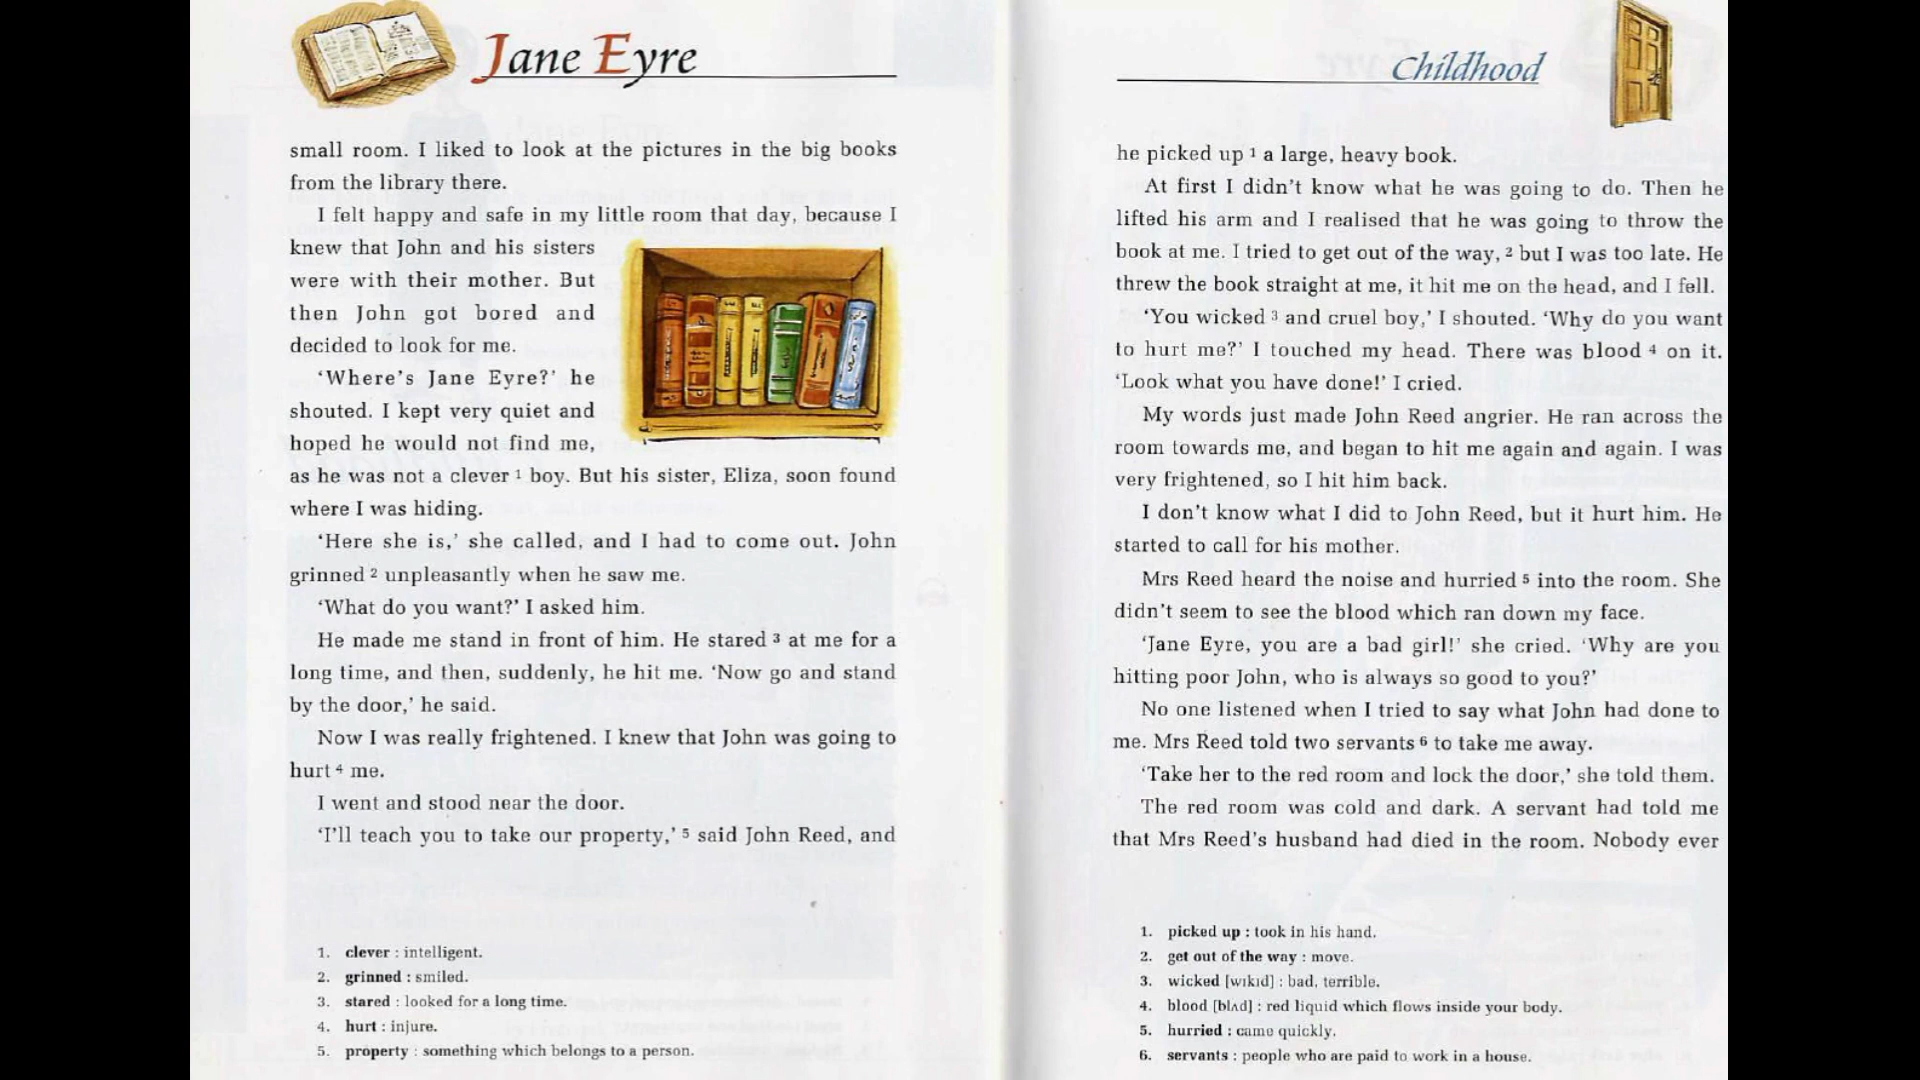 Jane Eyre
small room. I liked to look at the pictures in the big books
from the library there.
I felt happy and safe in my little room that day, because I
knew that John and his sisters
were with their mother. But
then John got bored and
decided to look for me.
‘Where’s Jane Eyre?’ he
shouted. I kept very quiet and
hoped he would not find me,
as he was not a clever 1 boy. But his sister, Eliza, soon found
where I was hiding.
‘Here she is,’ she called, and I had to come out. John
grinned 2 unpleasantly when he saw me.
‘What do you want?’ I asked him.
He made me stand in front of him. He stared 3 at me for a
long time, and then, suddenly, he hit me. ‘Now go and stand
by the door,’ he said.
Now I was really frightened. I knew that John was going to
hurt 4 me.
I went and stood near the door.
‘I’ll teach you to take our property,’ 5 said John Reed, and
1. clever : intelligent.
2. grinned : smiled.
3. stared : looked for a long time.
4. hurt : injure.
5. property : something which belongs to a person.
Childhood
he picked up 1 a large, heavy book.
At first I didn’t know what he was going to do. Then he
lifted his arm and I realised that he was going to throw the
book at me. I tried to get out of the way, 2 but I was too late. He
threw the book straight at me, it hit me on the head, and I fell.
‘You wicked 3 and cruel boy,’ I shouted. ‘Why do you want
to hurt me?’ I touched my head. There was blood 4 on it.
‘Look what you have done!’ I cried.
My words just made John Reed angrier. He ran across the
room towards me, and began to hit me again and again. I was
very frightened, so I hit him back.
I don’t know what I did to John Reed, but it hurt him. He
started to call for his mother.
Mrs Reed heard the noise and hurried 5 into the room. She
didn’t seem to see the blood which ran down my face.
‘Jane Eyre, you are a bad girl!’ she cried. ‘Why are you
hitting poor John, who is always so good to you?’
No one listened when I tried to say what John had done to
me. Mrs Reed told two servants 6 to take me away.
‘Take her to the red room and lock the door,’ she told them.
The red room was cold and dark. A servant had told me
that Mrs Reed’s husband had died in the room. Nobody ever
1. picked up : took in his hand.
2. get out of the way : move.
3. wicked [wɪkɪd] : bad, terrible.
4. blood [blʌd] : red liquid which flows inside your body.
5. hurried : came quickly.
6. servants : people who are paid to work in a house.